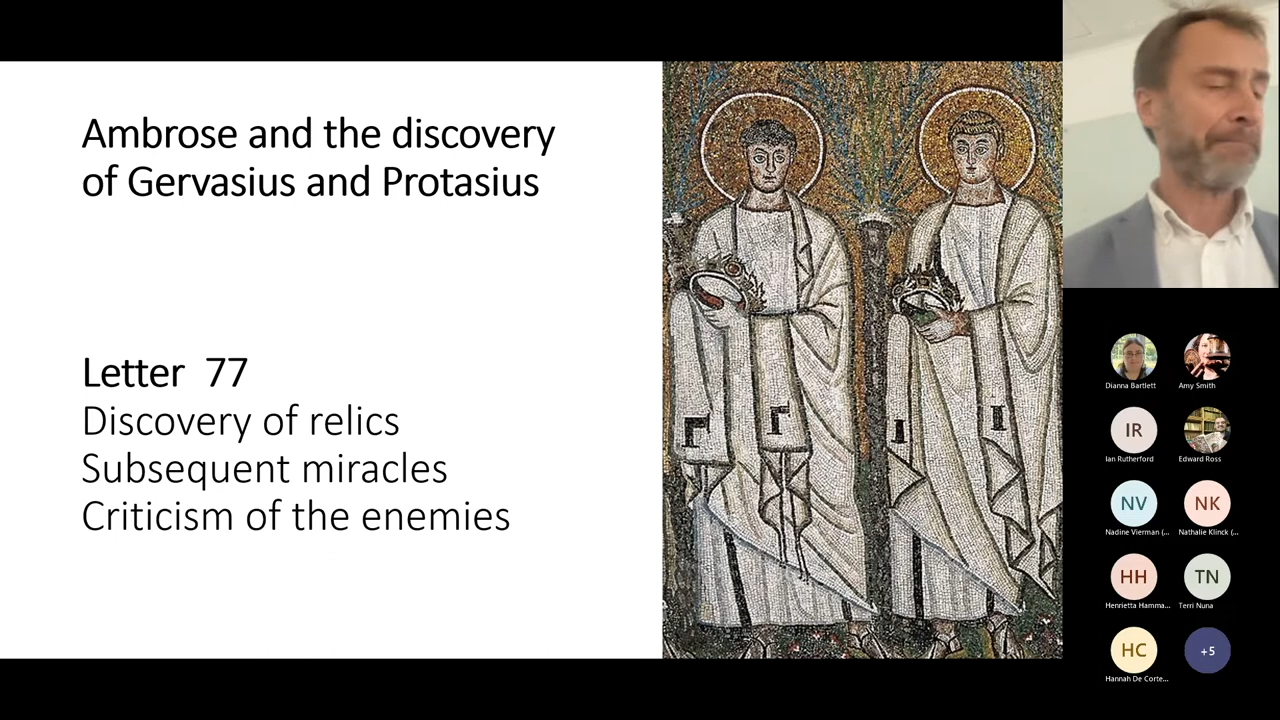 Ambrose and the discovery
of Gervasius and Protasius
Letter 77
Discovery of relics
Subsequent miracles
Criticism of the enemies
Dianna Bartlett
Amy Smith
IR
Ian Rutherford
Edward Ross
NV
NK
Nadine Vierman (...
Nathalie Klinck (...
HH
TN
Henrietta Hamma...
Terri Nuna
HC
+5
Hannah De Corte...